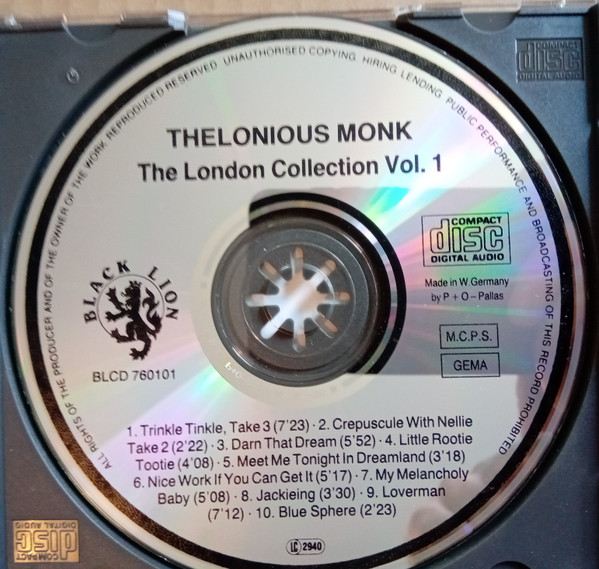 COMPACT
disc
DIGITAL AUDIO
ALL RIGHTS OF THE PRODUCER AND OF THE OWNER OF THE WORK REPRODUCED RESERVED. UNAUTHORISED COPYING. HIRING. LENDING. PUBLIC PERFORMANCE AND BROADCASTING OF THIS RECORD PROHIBITED
THELONIOUS MONK
The London Collection Vol. 1
COMPACT
disc
DIGITAL AUDIO
Made in W. Germany
by P + O – Pallas
BLACK LION
BLCD 760101
M.C.P.S.
GEMA
1. Trinkle Tinkle, Take 3 (7'23) · 2. Crepuscule With Nellie
Take 2 (2'22) · 3. Darn That Dream (5'52) · 4. Little Rootie
Tootie (4'08) · 5. Meet Me Tonight In Dreamland (3'18)
6. Nice Work If You Can Get It (5'17) · 7. My Melancholy
Baby (5'08) · 8. Jackieing (3'30) · 9. Loverman
(7'12) · 10. Blue Sphere (2'23)
LC 2940
COMPACT
disc
DIGITAL AUDIO